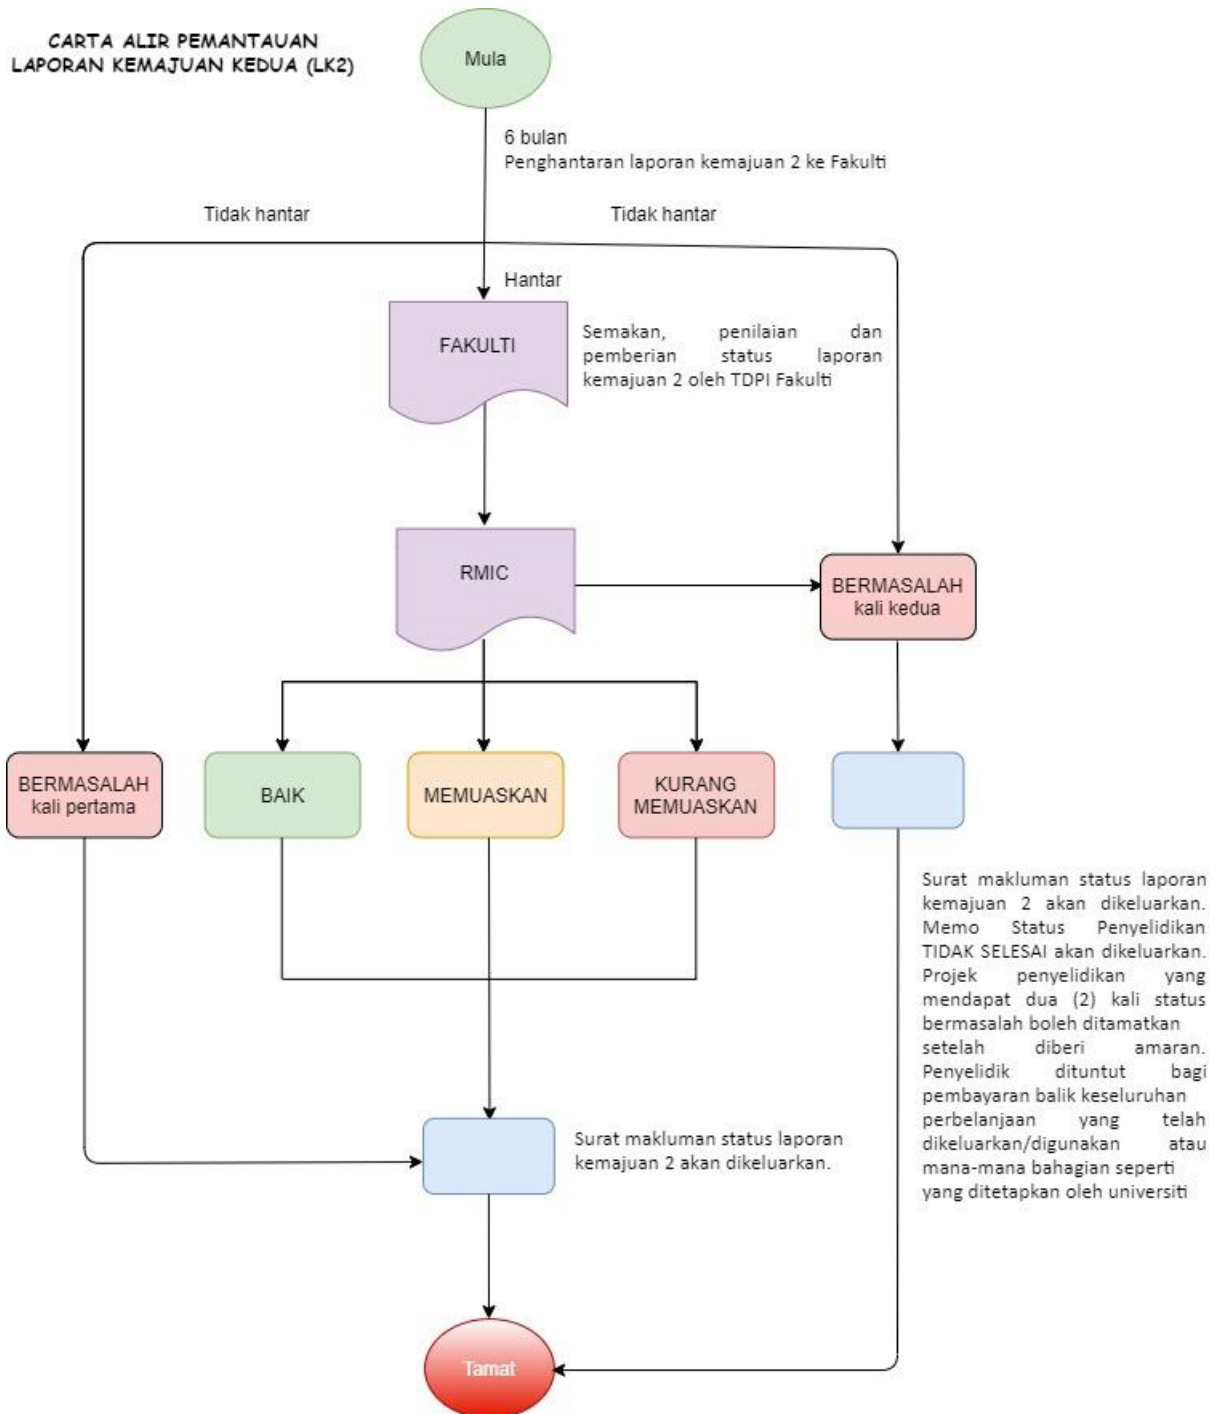 CARTA ALIR PEMANTAUAN
LAPORAN KEMAJUAN KEDUA (LK2)
Mula
6 bulan
Penghantaran laporan kemajuan 2 ke Fakulti
Tidak hantar
Tidak hantar
Hantar
FAKULTI
Semakan, penilaian dan
pemberian status laporan
kemajuan 2 oleh TDPI Fakulti
RMIC
BERMASALAH
kali kedua
BERMASALAH
kali pertama
BAIK
MEMUASKAN
KURANG
MEMUASKAN
Surat makluman status laporan
kemajuan 2 akan dikeluarkan.
Memo Status Penyelidikan
TIDAK SELESAI akan dikeluarkan.
Projek penyelidikan yang
mendapat dua (2) kali status
bermasalah boleh ditamatkan
setelah diberi amaran.
Penyelidik dituntut bagi
pembayaran balik keseluruhan
perbelanjaan yang telah
dikeluarkan/digunakan atau
mana-mana bahagian seperti
yang ditetapkan oleh universiti
Surat makluman status laporan
kemajuan 2 akan dikeluarkan.
Tamat